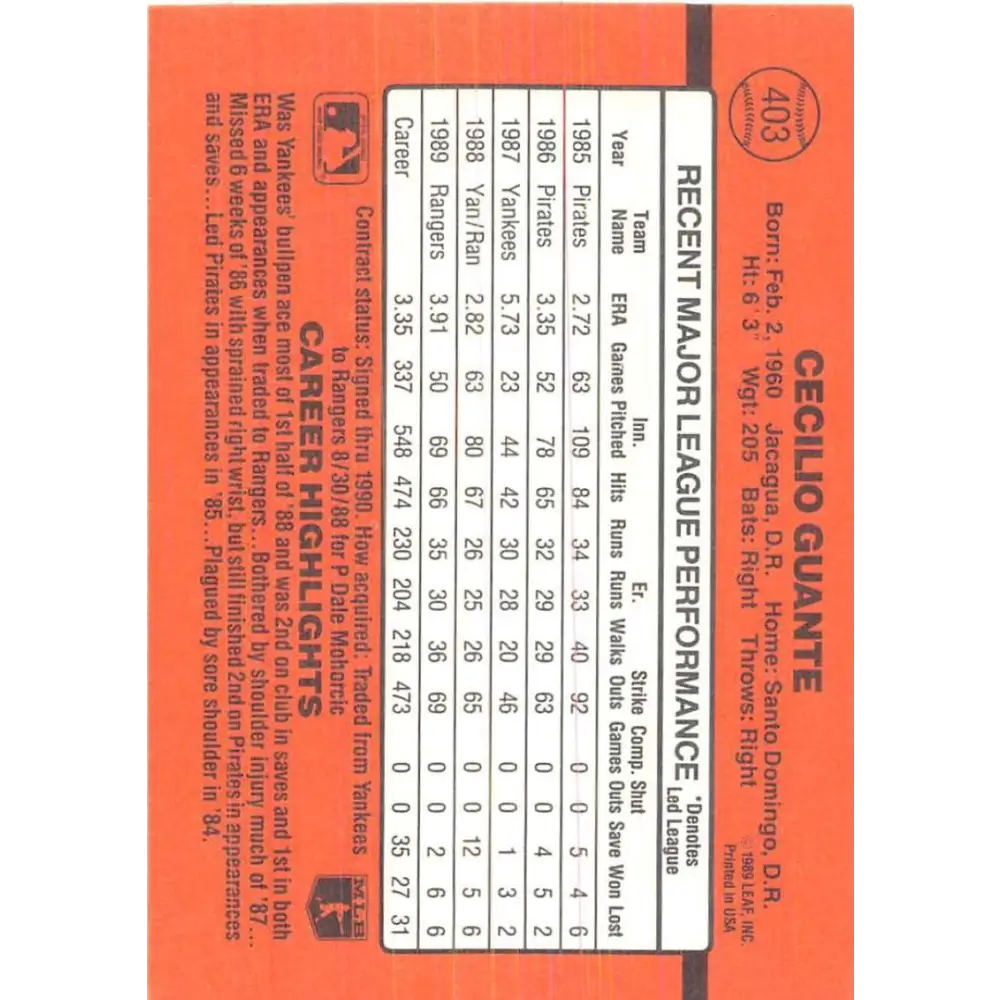 403
CECILIO GUANTE
Born: Feb. 2, 1960 Jacagua, D.R. Home: Santo Domingo, D.R.
Ht: 6'3" Wgt: 205 Bats: Right Throws: Right
© 1989 LEAF, INC.
Printed in USA
RECENT MAJOR LEAGUE PERFORMANCE *Denotes Led League
Team Inn. Er. Strike Comp. Shut
Year Name ERA Games Pitched Hits Runs Runs Walks Outs Games Outs Save Won Lost
1985 Pirates 2.72 63 109 84 34 33 40 92 0 0 5 4 6
1986 Pirates 3.35 52 78 65 32 29 29 63 0 0 4 5 2
1987 Yankees 5.73 23 44 42 30 28 20 46 0 0 1 3 2
1988 Yan/Ran 2.82 63 80 67 26 25 26 65 0 0 12 5 6
1989 Rangers 3.91 50 69 66 35 30 36 69 0 0 2 6 6
Career 3.35 337 548 474 230 204 218 473 0 0 35 27 31
Contract status: Signed thru 1990. How acquired: Traded from Yankees
to Rangers 8/30/88 for P Dale Mohorcic
MLB
CAREER HIGHLIGHTS
Was Yankees' bullpen ace most of 1st half of '88 and was 2nd on club in saves and 1st in both
ERA and appearances when traded to Rangers...Bothered by shoulder injury much of '87...
Missed 6 weeks of '86 with sprained right wrist, but still finished 2nd on Pirates in appearances
and saves...Led Pirates in appearances in '85...Plagued by sore shoulder in '84.